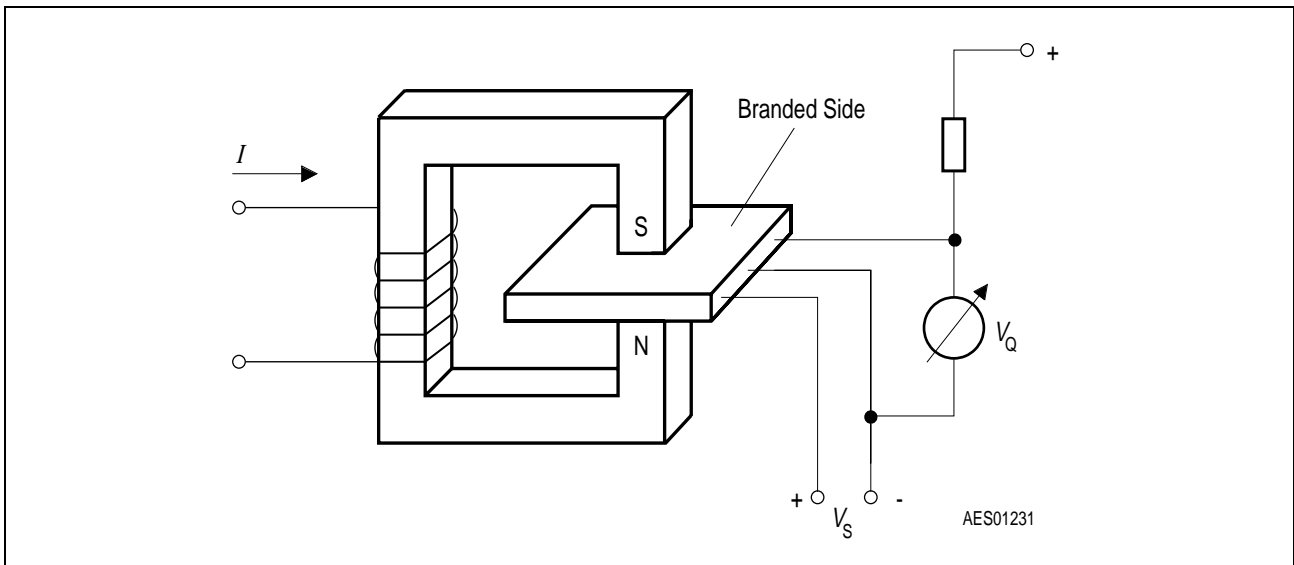 +
Branded Side
I
S
N
V_Q
+ V_S -
AES01231